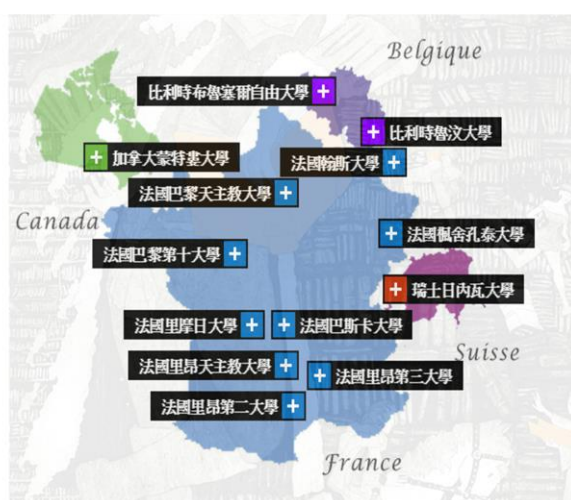 Belgique
比利時布魯塞爾自由大學 +
+ 比利時魯汶大學
+ 加拿大蒙特婁大學
法國翰斯大學 +
法國巴黎天主教大學 +
Canada
+ 法國佩舍孔泰大學
法國巴黎第十大學 +
+ 瑞士日內瓦大學
法國里摩日大學 +
+ 法國巴斯卡大學
Suisse
法國里昂天主教大學 +
+ 法國里昂第三大學
法國里昂第二大學 +
France